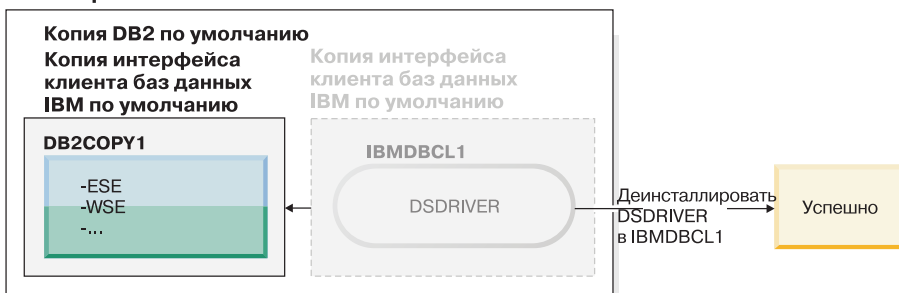 Копия DB2 по умолчанию
Копия интерфейса
клиента баз данных
IBM по умолчанию
Копия интерфейса
клиента баз данных
IBM по умолчанию
DB2COPY1
-ESE
-WSE
-...
IBMDBCL1
DSDRIVER
Деинсталлировать
DSDRIVER
в IBMDBCL1
Успешно